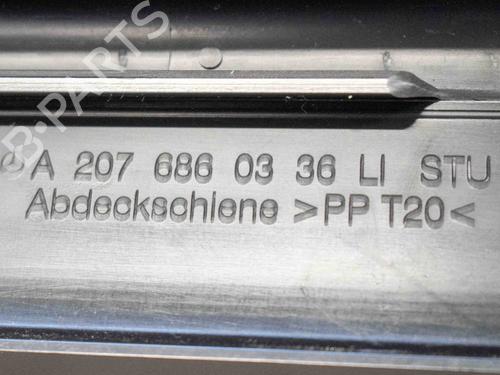 A 207 686 03 36 LI STU
Abdeckschiene >PP T20<
B-PARTS